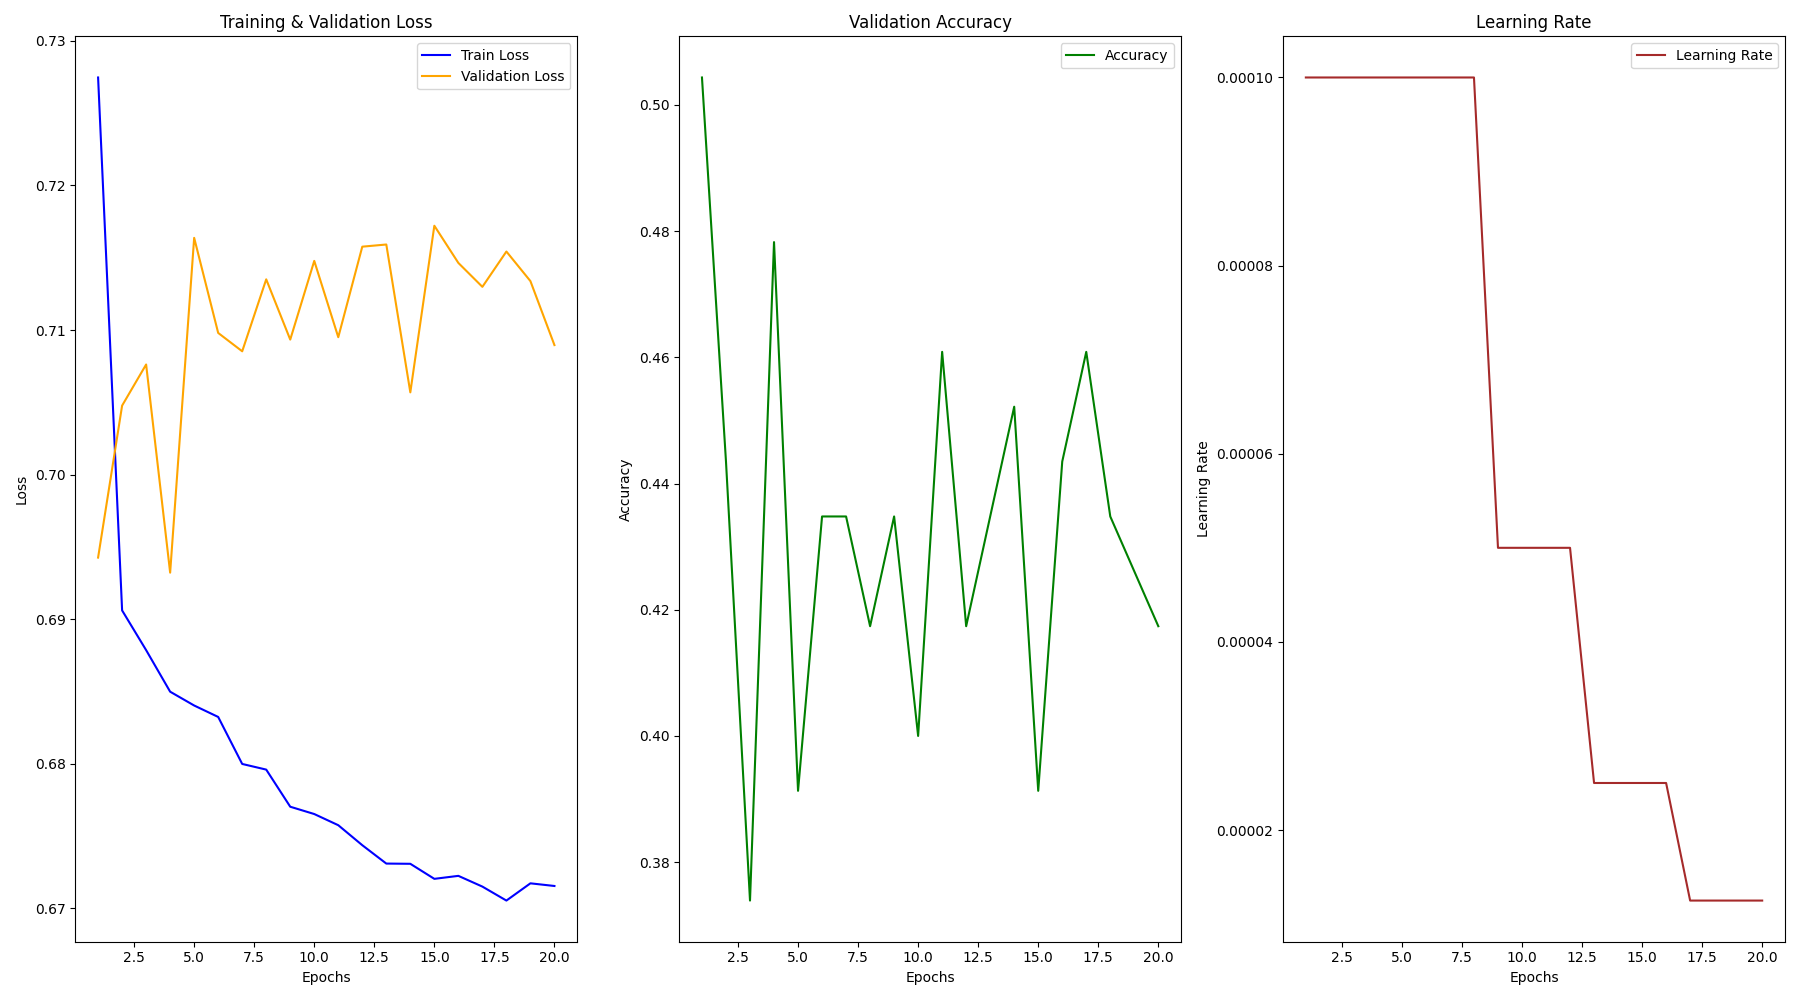 Training & Validation Loss
Train Loss
Validation Loss
0.73
0.72
0.71
0.70
0.69
0.68
0.67
Loss
2.5 5.0 7.5 10.0 12.5 15.0 17.5 20.0
Epochs
Validation Accuracy
Accuracy
0.50
0.48
0.46
0.44
0.42
0.40
0.38
Accuracy
2.5 5.0 7.5 10.0 12.5 15.0 17.5 20.0
Epochs
Learning Rate
Learning Rate
0.00010
0.00008
0.00006
0.00004
0.00002
Learning Rate
2.5 5.0 7.5 10.0 12.5 15.0 17.5 20.0
Epochs